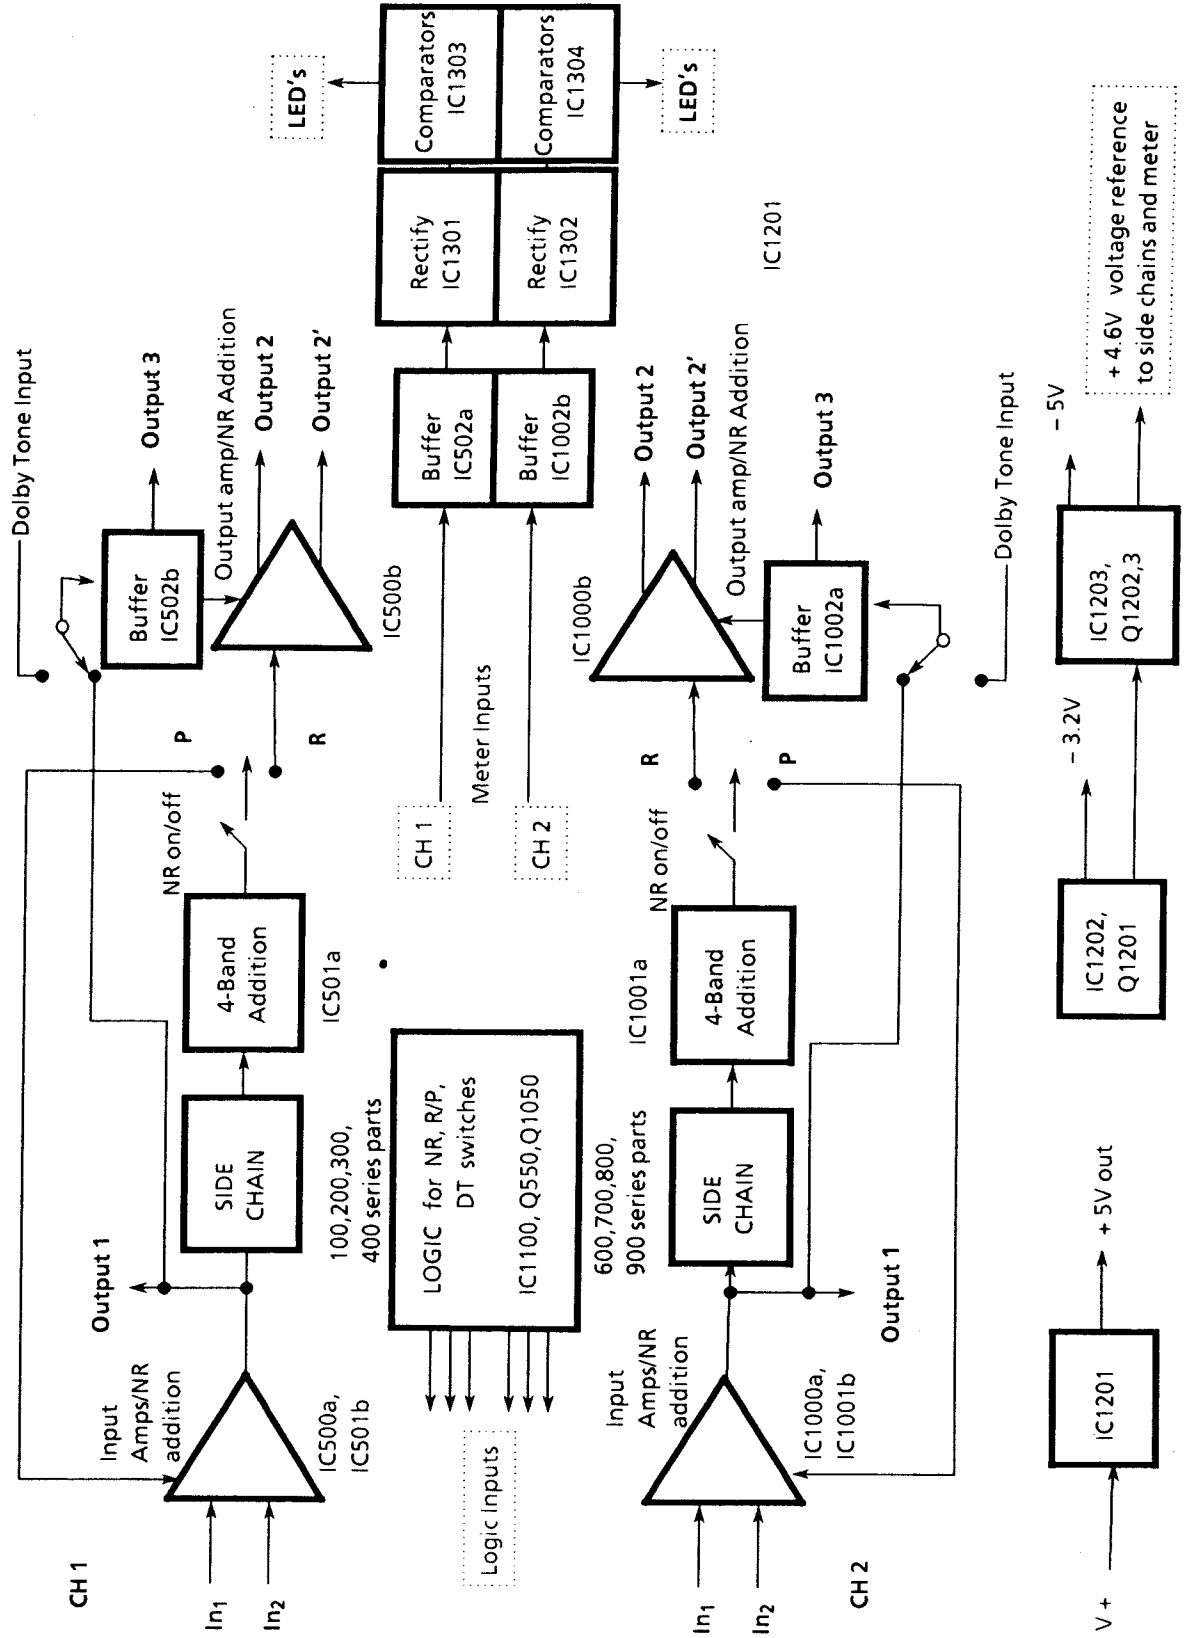 CH 1
In1
In2
Input
Amps/NR
addition
IC500a,
IC501b
Output 1
SIDE
CHAIN
100,200,300,
400 series parts
4-Band
Addition
IC501a
NR on/off
P
R
Dolby Tone Input
Buffer
IC502b
Output 3
Output amp/NR Addition
Output 2
Output 2'
IC500b
Logic Inputs
LOGIC for NR, R/P,
DT switches
IC1100, Q550,Q1050
CH 1
Meter Inputs
CH 2
Buffer
IC502a
Buffer
IC1002b
Rectify
IC1301
Rectify
IC1302
Comparators
IC1303
Comparators
IC1304
LED's
LED's
CH 2
In1
In2
Input
Amps/NR
addition
IC1000a,
IC1001b
Output 1
SIDE
CHAIN
600,700,800,
900 series parts
4-Band
Addition
IC1001a
NR on/off
R
P
IC1000b
Output 2
Output 2'
Output amp/NR Addition
Buffer
IC1002a
Output 3
Dolby Tone Input
IC1201
V +
IC1201
+ 5V out
IC1202,
Q1201
– 3.2V
IC1203,
Q1202,3
– 5V
+ 4.6V voltage reference
to side chains and meter